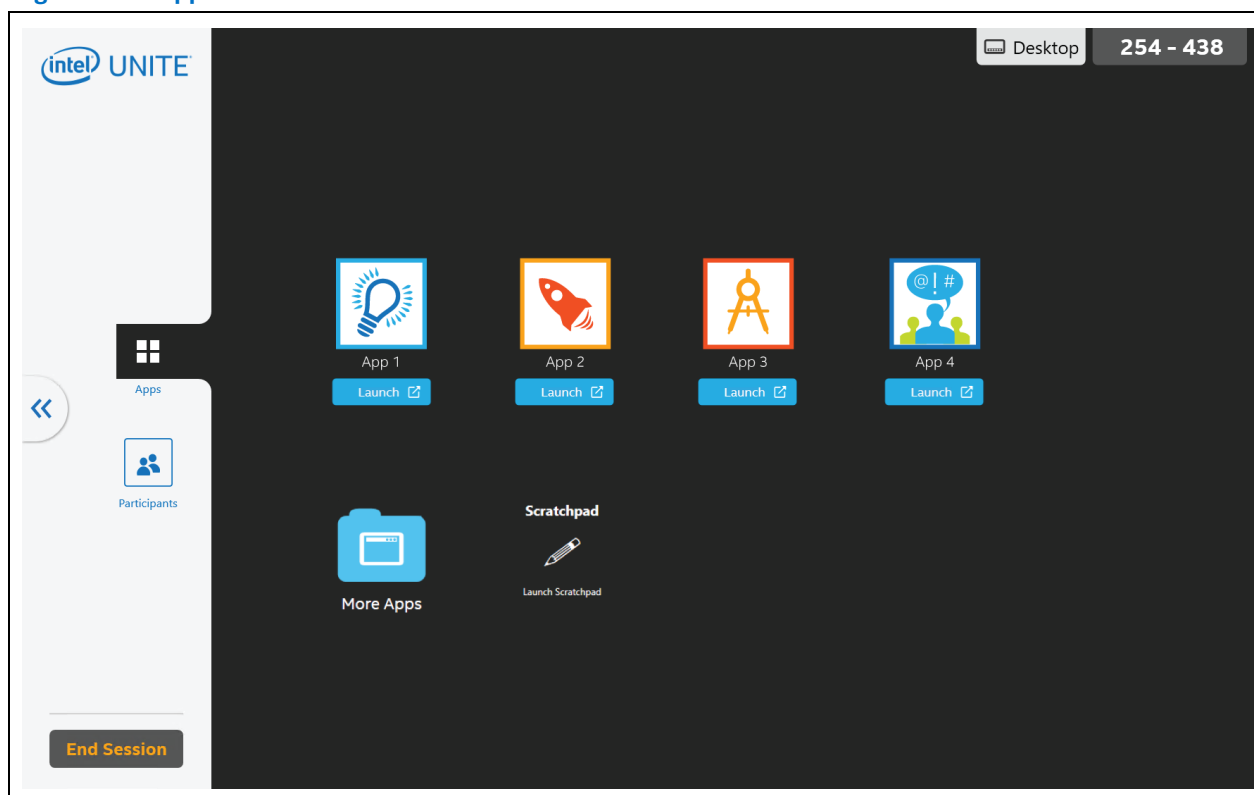 intel UNITE
Desktop
254 - 438
App 1
App 2
App 3
App 4
Launch
Launch
Launch
Launch
@!#
Apps
Participants
Scratchpad
Launch Scratchpad
More Apps
End Session